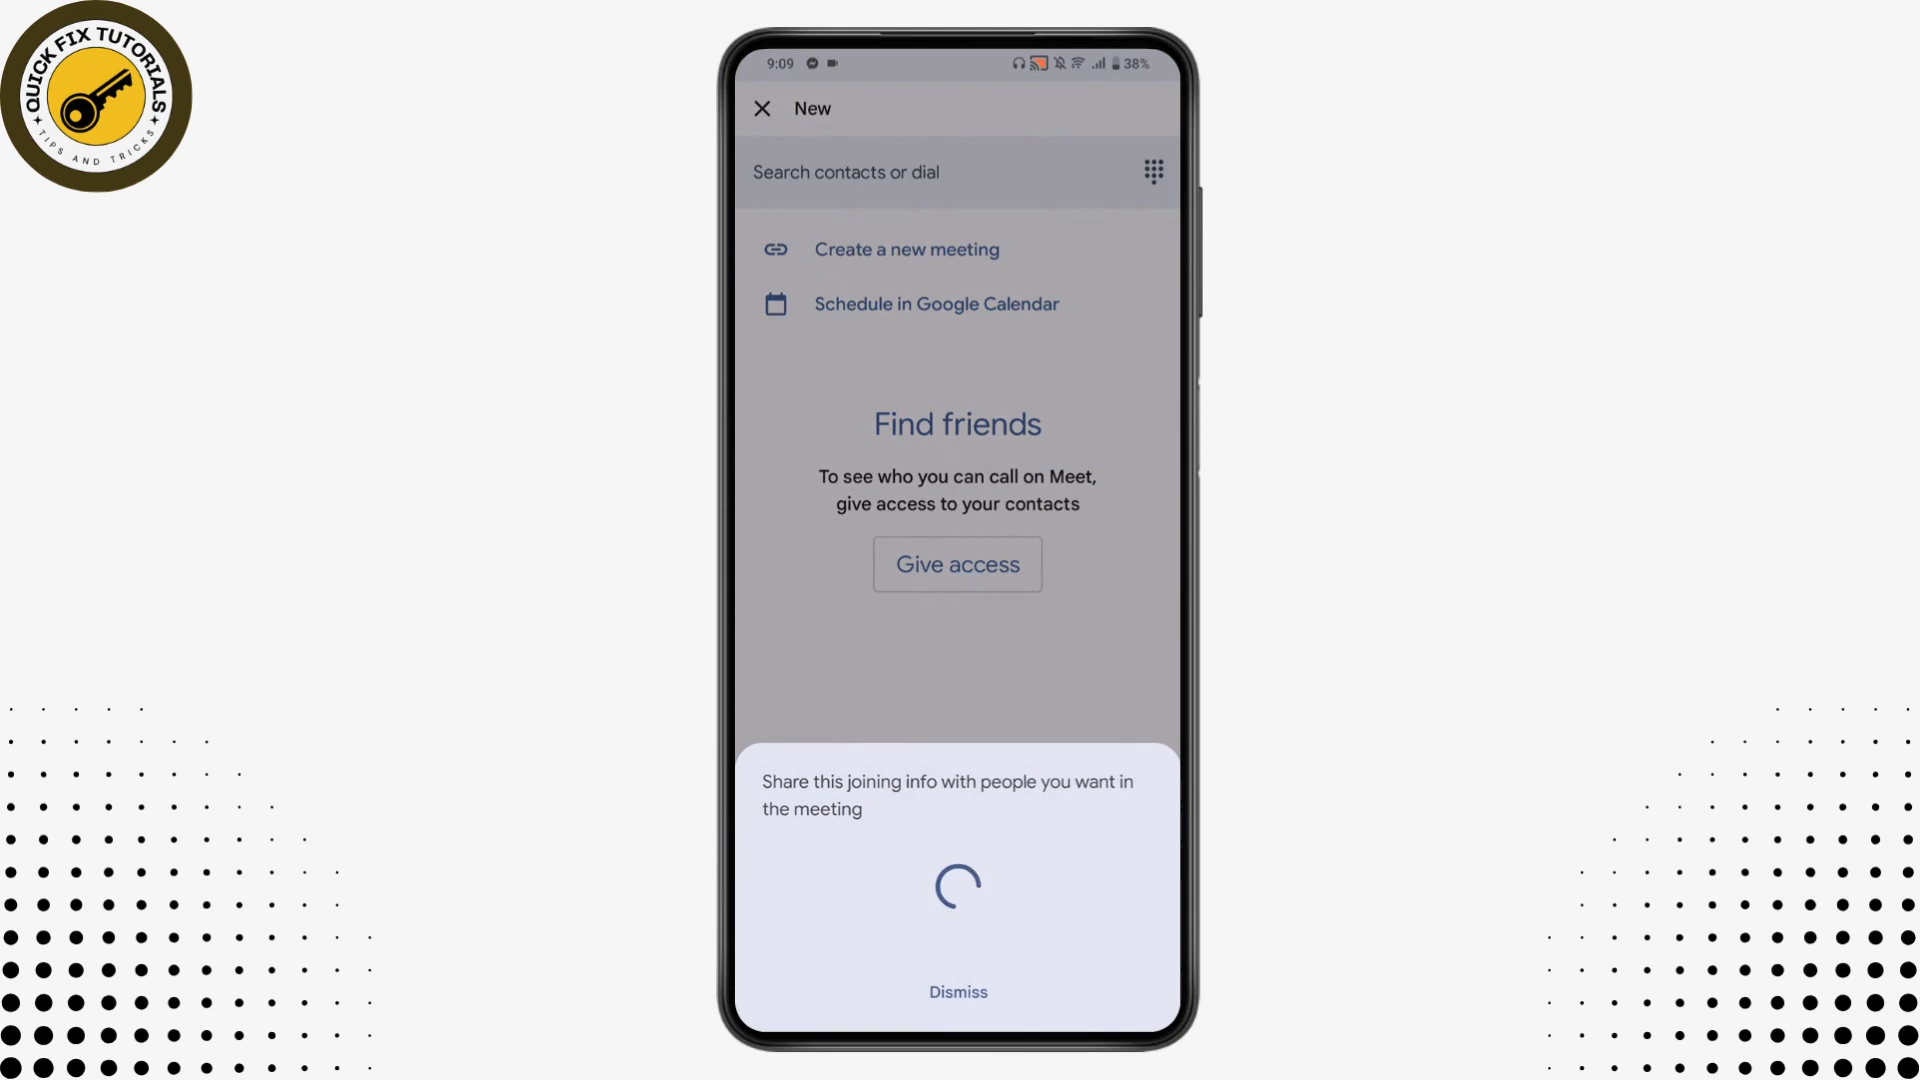 QUICK FIX TUTORIALS
TIPS AND TRICKS
9:09
38%
New
Search contacts or dial
Create a new meeting
Schedule in Google Calendar
Find friends
To see who you can call on Meet,
give access to your contacts
Give access
Share this joining info with people you want in
the meeting
Dismiss